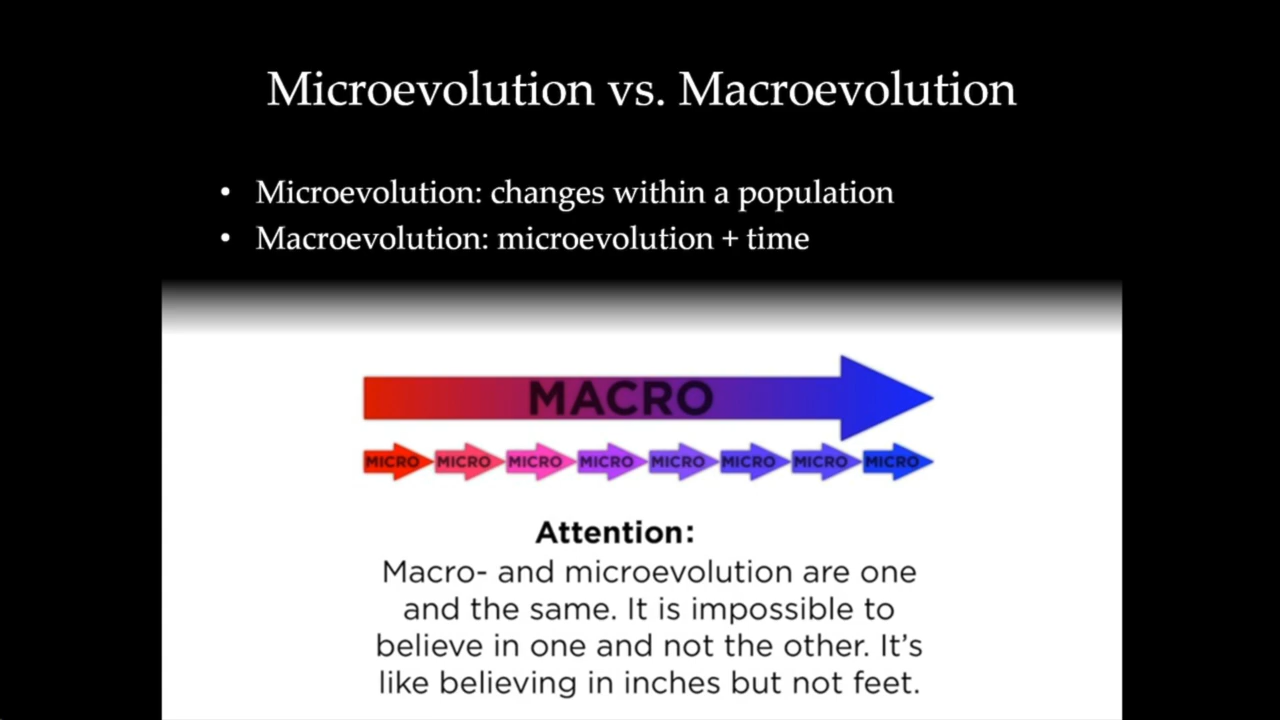 Microevolution vs. Macroevolution
• Microevolution: changes within a population
• Macroevolution: microevolution + time
MACRO
MICRO MICRO MICRO MICRO MICRO MICRO MICRO MICRO
Attention:
Macro- and microevolution are one
and the same. It is impossible to
believe in one and not the other. It’s
like believing in inches but not feet.